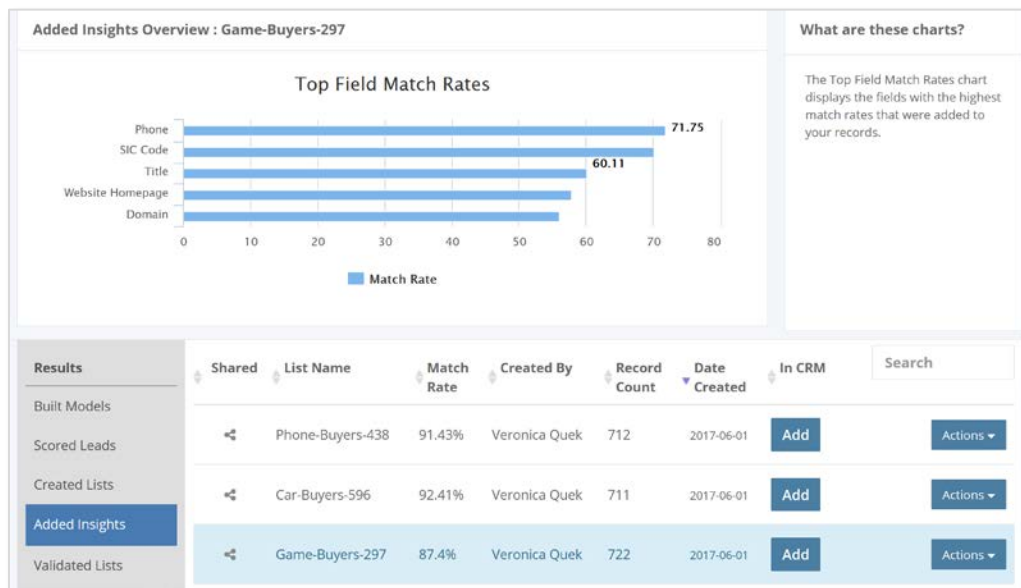 Added Insights Overview : Game-Buyers-297
What are these charts?
Top Field Match Rates
The Top Field Match Rates chart
displays the fields with the highest
match rates that were added to
your records.
Phone
71.75
SIC Code
60.11
Title
Website Homepage
Domain
0 10 20 30 40 50 60 70 80
Match Rate
Results
Built Models
Scored Leads
Created Lists
Added Insights
Validated Lists
Shared List Name Match Rate Created By Record Count Date Created In CRM Search
Phone-Buyers-438 91.43% Veronica Quek 712 2017-06-01 Add Actions
Car-Buyers-596 92.41% Veronica Quek 711 2017-06-01 Add Actions
Game-Buyers-297 87.4% Veronica Quek 722 2017-06-01 Add Actions